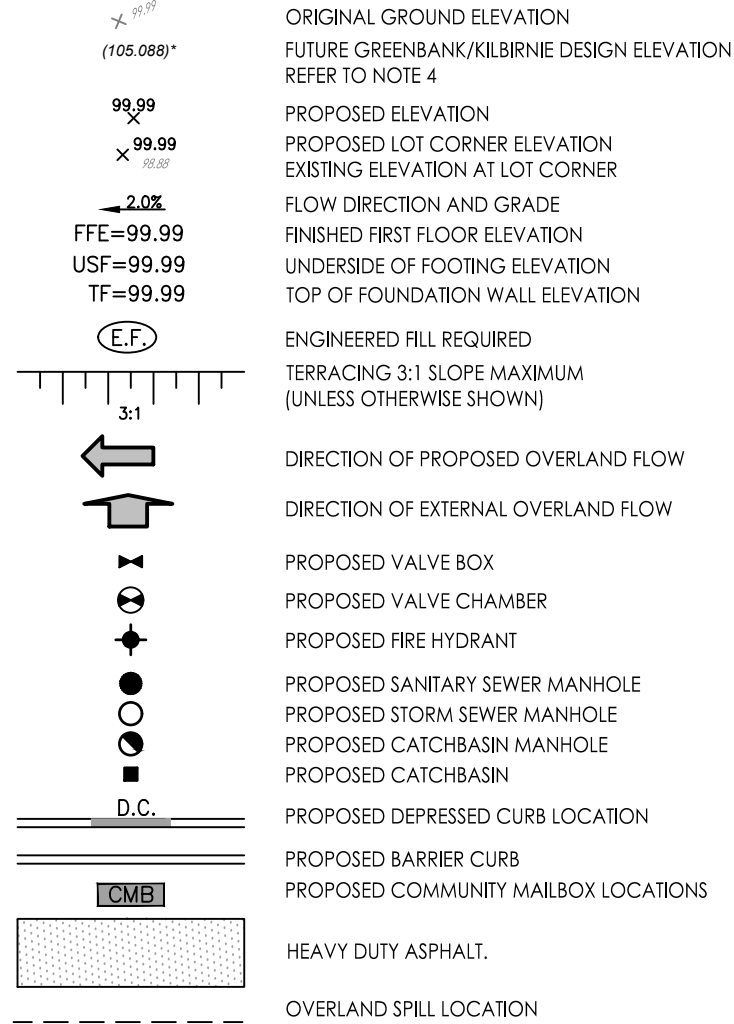 99.99 ORIGINAL GROUND ELEVATION
(105.088)* FUTURE GREENBANK/KILBIRNIE DESIGN ELEVATION
REFER TO NOTE 4
99.99 PROPOSED ELEVATION
99.99 PROPOSED LOT CORNER ELEVATION
98.88 EXISTING ELEVATION AT LOT CORNER
2.0% FLOW DIRECTION AND GRADE
FFE=99.99 FINISHED FIRST FLOOR ELEVATION
USF=99.99 UNDERSIDE OF FOOTING ELEVATION
TF=99.99 TOP OF FOUNDATION WALL ELEVATION
E.F. ENGINEERED FILL REQUIRED
TERRACING 3:1 SLOPE MAXIMUM
3:1 (UNLESS OTHERWISE SHOWN)
DIRECTION OF PROPOSED OVERLAND FLOW
DIRECTION OF EXTERNAL OVERLAND FLOW
PROPOSED VALVE BOX
PROPOSED VALVE CHAMBER
PROPOSED FIRE HYDRANT
PROPOSED SANITARY SEWER MANHOLE
PROPOSED STORM SEWER MANHOLE
PROPOSED CATCHBASIN MANHOLE
PROPOSED CATCHBASIN
D.C. PROPOSED DEPRESSED CURB LOCATION
PROPOSED BARRIER CURB
CMB PROPOSED COMMUNITY MAILBOX LOCATIONS
HEAVY DUTY ASPHALT.
OVERLAND SPILL LOCATION